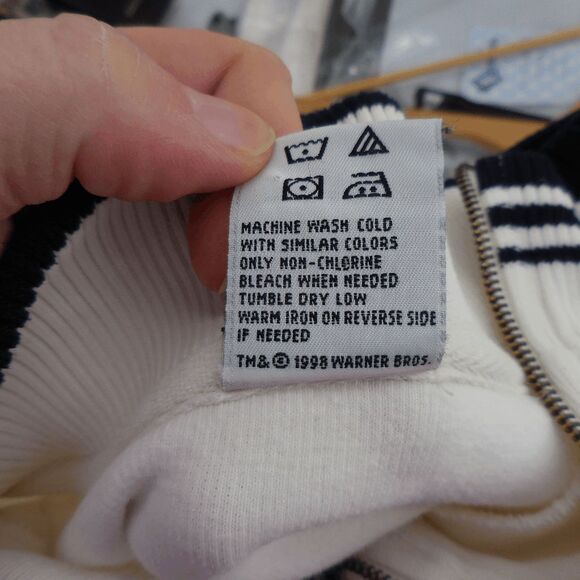 MACHINE WASH COLD
WITH SIMILAR COLORS
ONLY NON-CHLORINE
BLEACH WHEN NEEDED
TUMBLE DRY LOW
WARM IRON ON REVERSE SIDE
IF NEEDED
TM& © 1998 WARNER BROS.